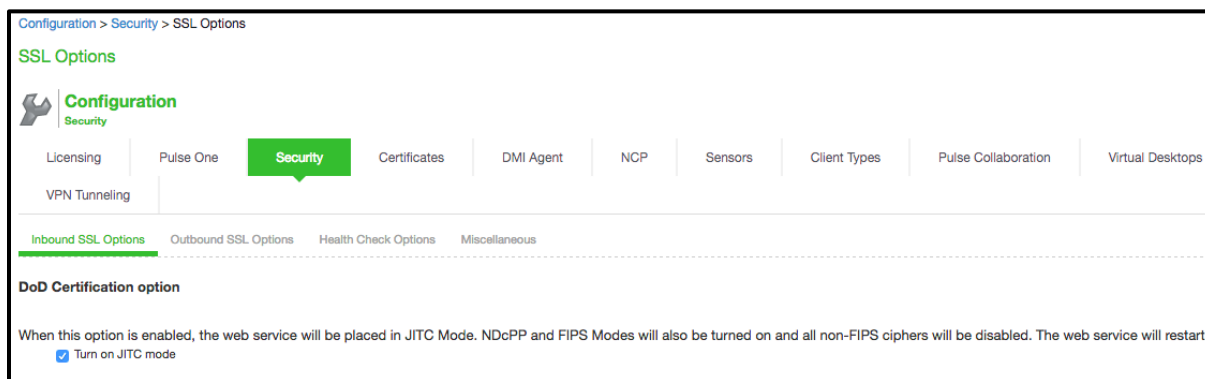 Configuration > Security > SSL Options
SSL Options
Configuration
Security
Licensing Pulse One Security Certificates DMI Agent NCP Sensors Client Types Pulse Collaboration Virtual Desktops
VPN Tunneling
Inbound SSL Options Outbound SSL Options Health Check Options Miscellaneous
DoD Certification option
When this option is enabled, the web service will be placed in JITC Mode. NDcPP and FIPS Modes will also be turned on and all non-FIPS ciphers will be disabled. The web service will restart
Turn on JITC mode